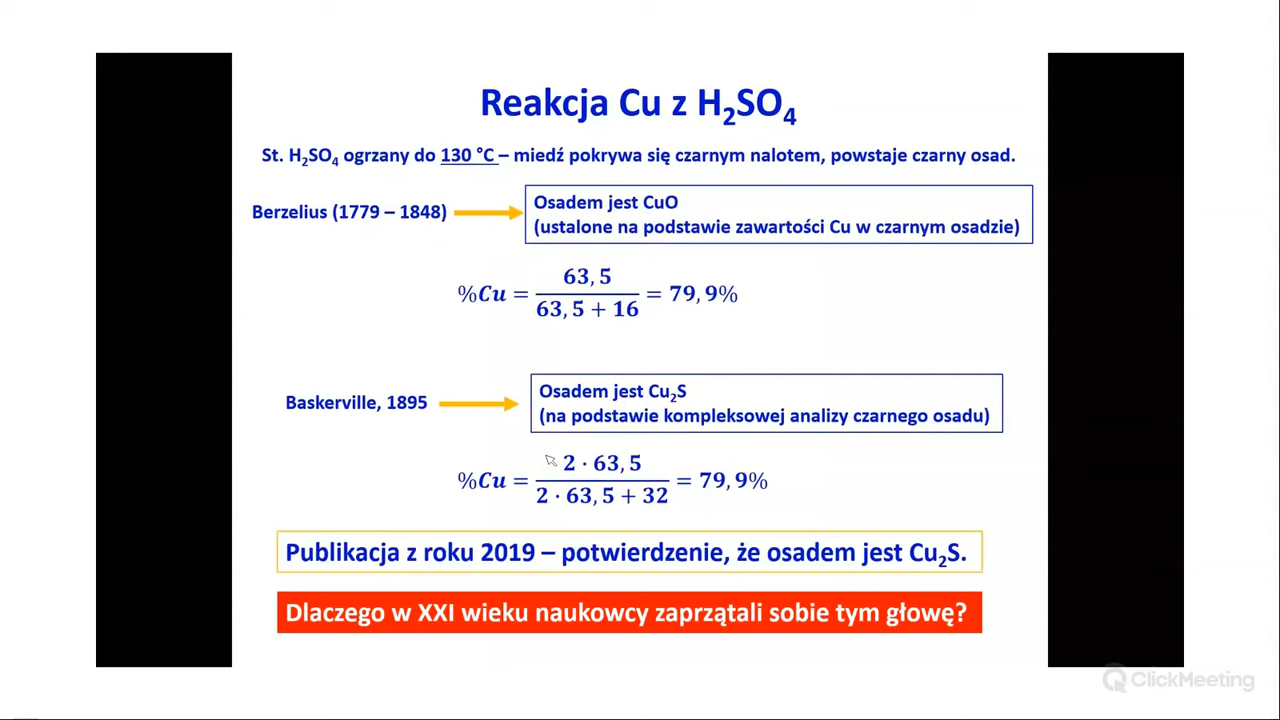 Reakcja Cu z H₂SO₄
St. H₂SO₄ ogrzany do 130 °C – miedź pokrywa się czarnym nalotem, powstaje czarny osad.
Berzelius (1779 – 1848)
Osadem jest CuO
(ustalone na podstawie zawartości Cu w czarnym osadzie)
%Cu = 63,5 / (63,5 + 16) = 79,9%
Baskerville, 1895
Osadem jest Cu₂S
(na podstawie kompleksowej analizy czarnego osadu)
%Cu = 2 · 63,5 / (2 · 63,5 + 32) = 79,9%
Publikacja z roku 2019 – potwierdzenie, że osadem jest Cu₂S.
Dlaczego w XXI wieku naukowcy zaprzątali sobie tym głowę?
ClickMeeting